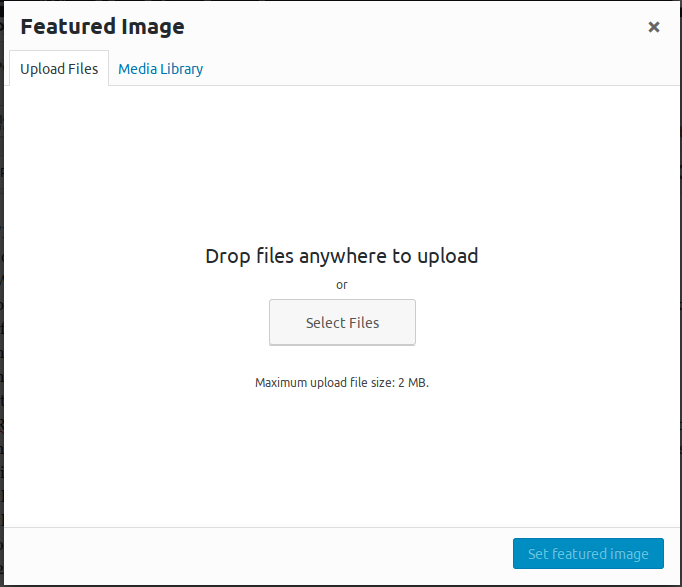 Featured Image
Upload Files
Media Library
Drop files anywhere to upload
or
Select Files
Maximum upload file size: 2 MB.
Set featured image